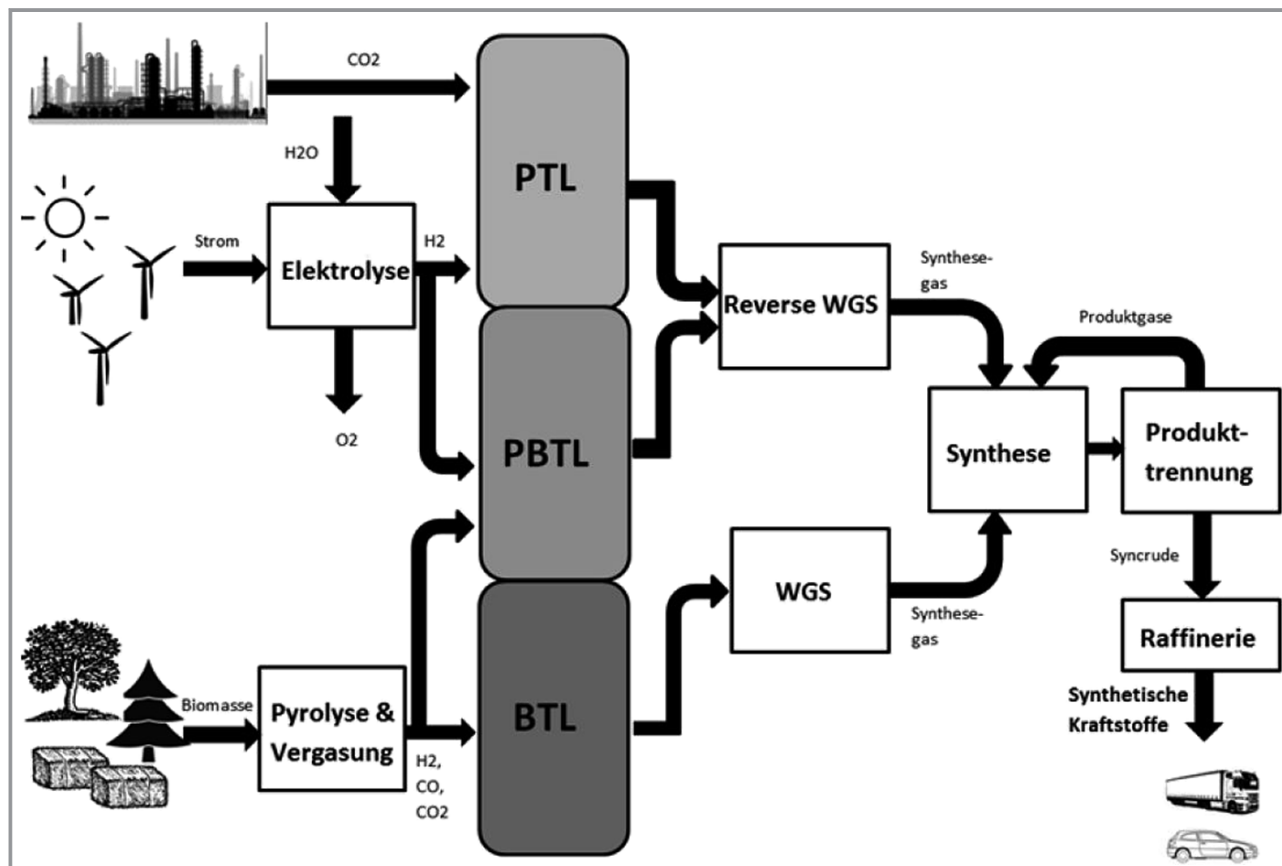 CO2
PTL
H2O
Strom
Elektrolyse
H2
O2
Reverse WGS
Synthese-
gas
Produktgase
PBTL
Synthese
Produkt-
trennung
WGS
Synthese-
gas
Syncrude
Raffinerie
Biomasse
Pyrolyse &
Vergasung
H2,
CO,
CO2
BTL
Synthetische
Kraftstoffe